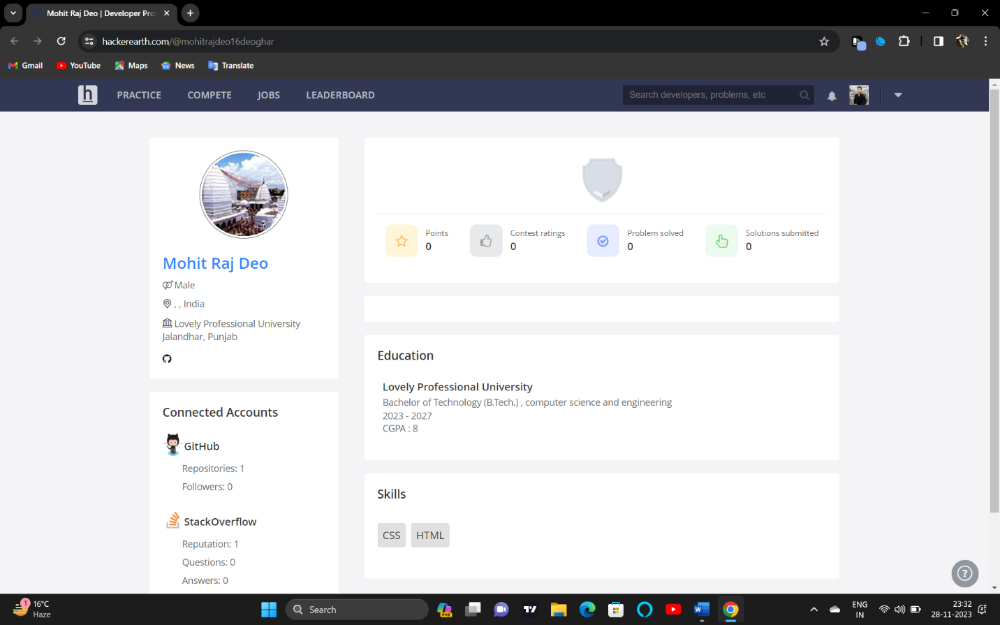 Mohit Raj Deo | Developer Pro
hackerearth.com/@mohitrajdeo16deoghar
Gmail
YouTube
Maps
News
Translate
h
PRACTICE
COMPETE
JOBS
LEADERBOARD
Search developers, problems, etc
Mohit Raj Deo
Male
, , India
Lovely Professional University
Jalandhar, Punjab
Connected Accounts
GitHub
Repositories: 1
Followers: 0
StackOverflow
Reputation: 1
Questions: 0
Answers: 0
Points
0
Contest ratings
0
Problem solved
0
Solutions submitted
0
Education
Lovely Professional University
Bachelor of Technology (B.Tech.) , computer science and engineering
2023 - 2027
CGPA : 8
Skills
CSS
HTML
?
1
16°C
Haze
Search
PRE
W
ENG
IN
23:32
28-11-2023